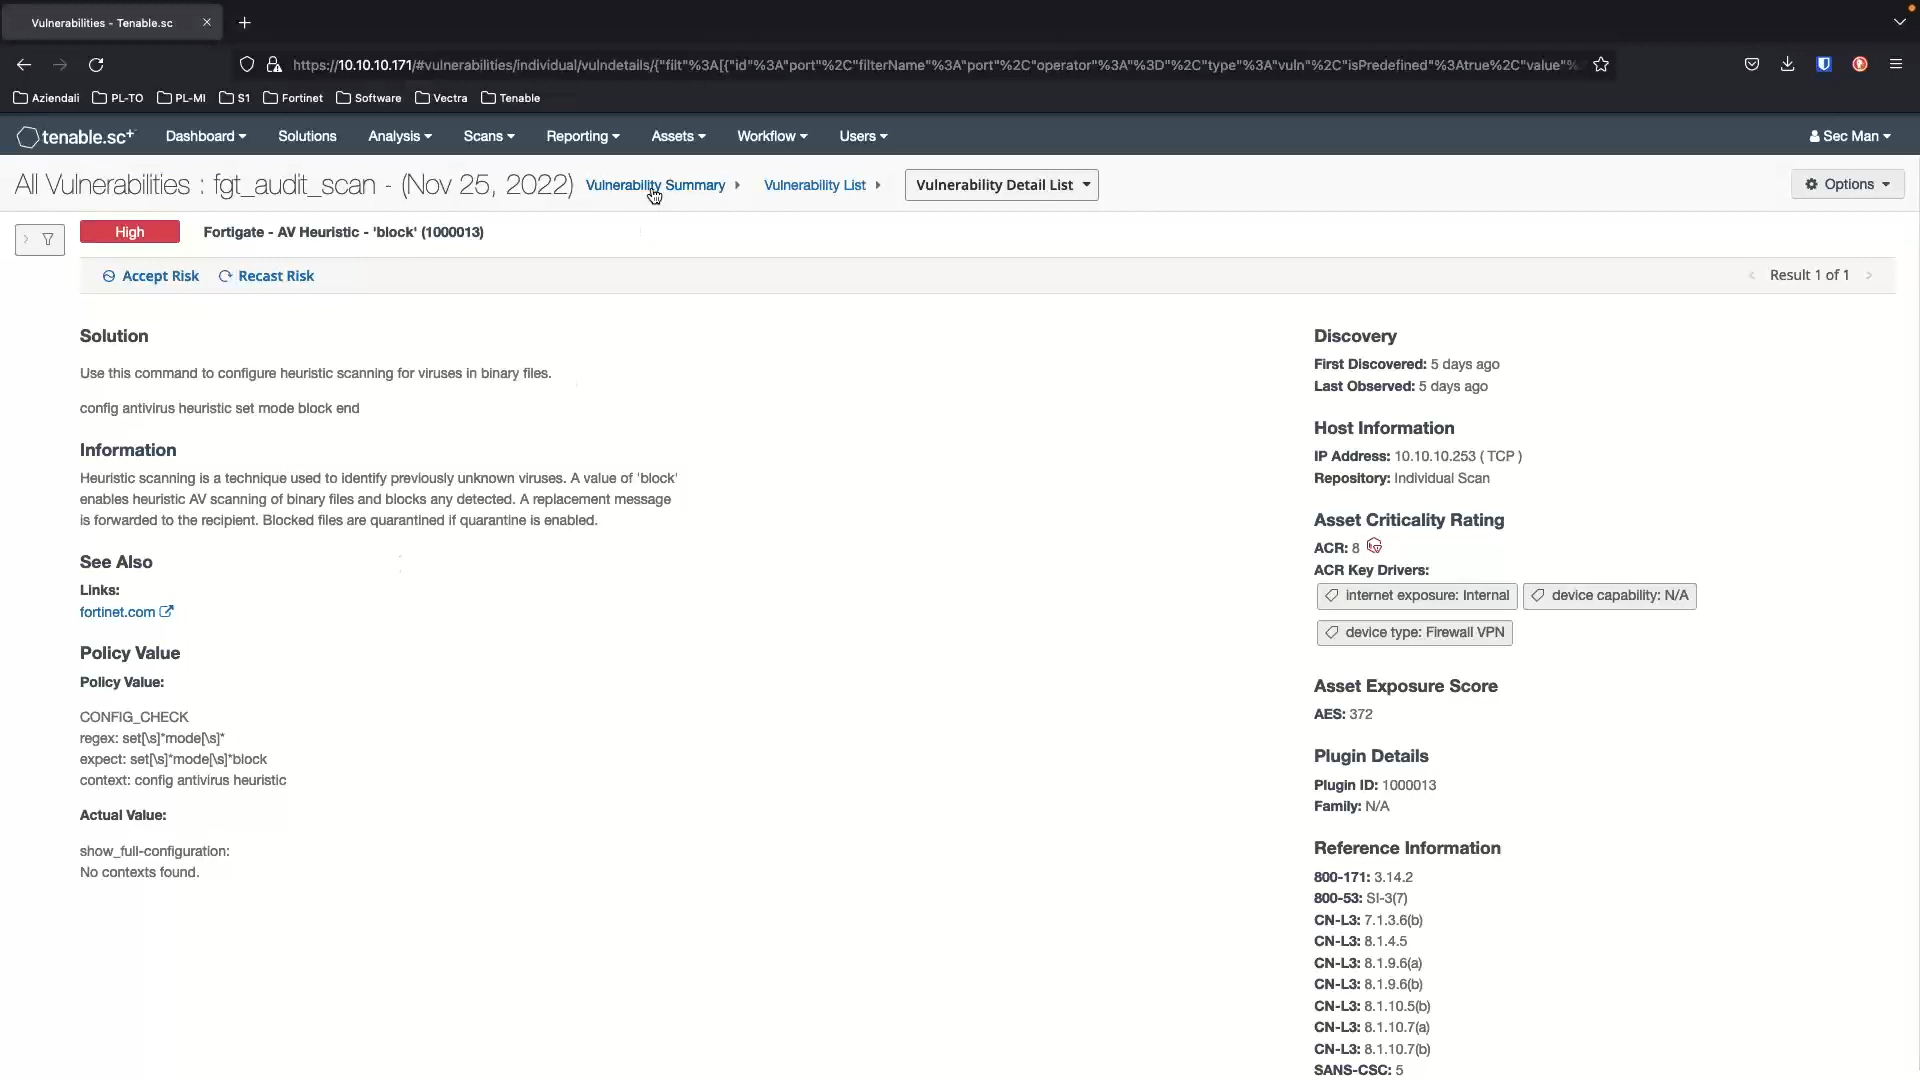 Vulnerabilities - Tenable.sc
https://10.10.10.171/#vulnerabilities/individual/vulndetails/{"filt"%3A[{"id"%3A"port"%2C"filterName"%3A"port"%2C"operator"%3A"%3D"%2C"type"%3A"vuln"%2C"isPredefined"%3Atrue%2C"value"%
Aziendali PL-TO PL-MI S1 Fortinet Software Vectra Tenable
tenable.sc+ Dashboard Solutions Analysis Scans Reporting Assets Workflow Users Sec Man
All Vulnerabilities : fgt_audit_scan - (Nov 25, 2022) Vulnerability Summary Vulnerability List Vulnerability Detail List Options
High Fortigate - AV Heuristic - 'block' (1000013)
Accept Risk Recast Risk < Result 1 of 1 >
Solution
Use this command to configure heuristic scanning for viruses in binary files.
config antivirus heuristic set mode block end
Information
Heuristic scanning is a technique used to identify previously unknown viruses. A value of 'block'
enables heuristic AV scanning of binary files and blocks any detected. A replacement message
is forwarded to the recipient. Blocked files are quarantined if quarantine is enabled.
See Also
Links:
fortinet.com
Policy Value
Policy Value:
CONFIG_CHECK
regex: set[\s]*mode[\s]*
expect: set[\s]*mode[\s]*block
context: config antivirus heuristic
Actual Value:
show_full-configuration:
No contexts found.
Discovery
First Discovered: 5 days ago
Last Observed: 5 days ago
Host Information
IP Address: 10.10.10.253 ( TCP )
Repository: Individual Scan
Asset Criticality Rating
ACR: 8
ACR Key Drivers:
internet exposure: Internal device capability: N/A
device type: Firewall VPN
Asset Exposure Score
AES: 372
Plugin Details
Plugin ID: 1000013
Family: N/A
Reference Information
800-171: 3.14.2
800-53: SI-3(7)
CN-L3: 7.1.3.6(b)
CN-L3: 8.1.4.5
CN-L3: 8.1.9.6(a)
CN-L3: 8.1.9.6(b)
CN-L3: 8.1.10.5(b)
CN-L3: 8.1.10.7(a)
CN-L3: 8.1.10.7(b)
SANS-CSC: 5